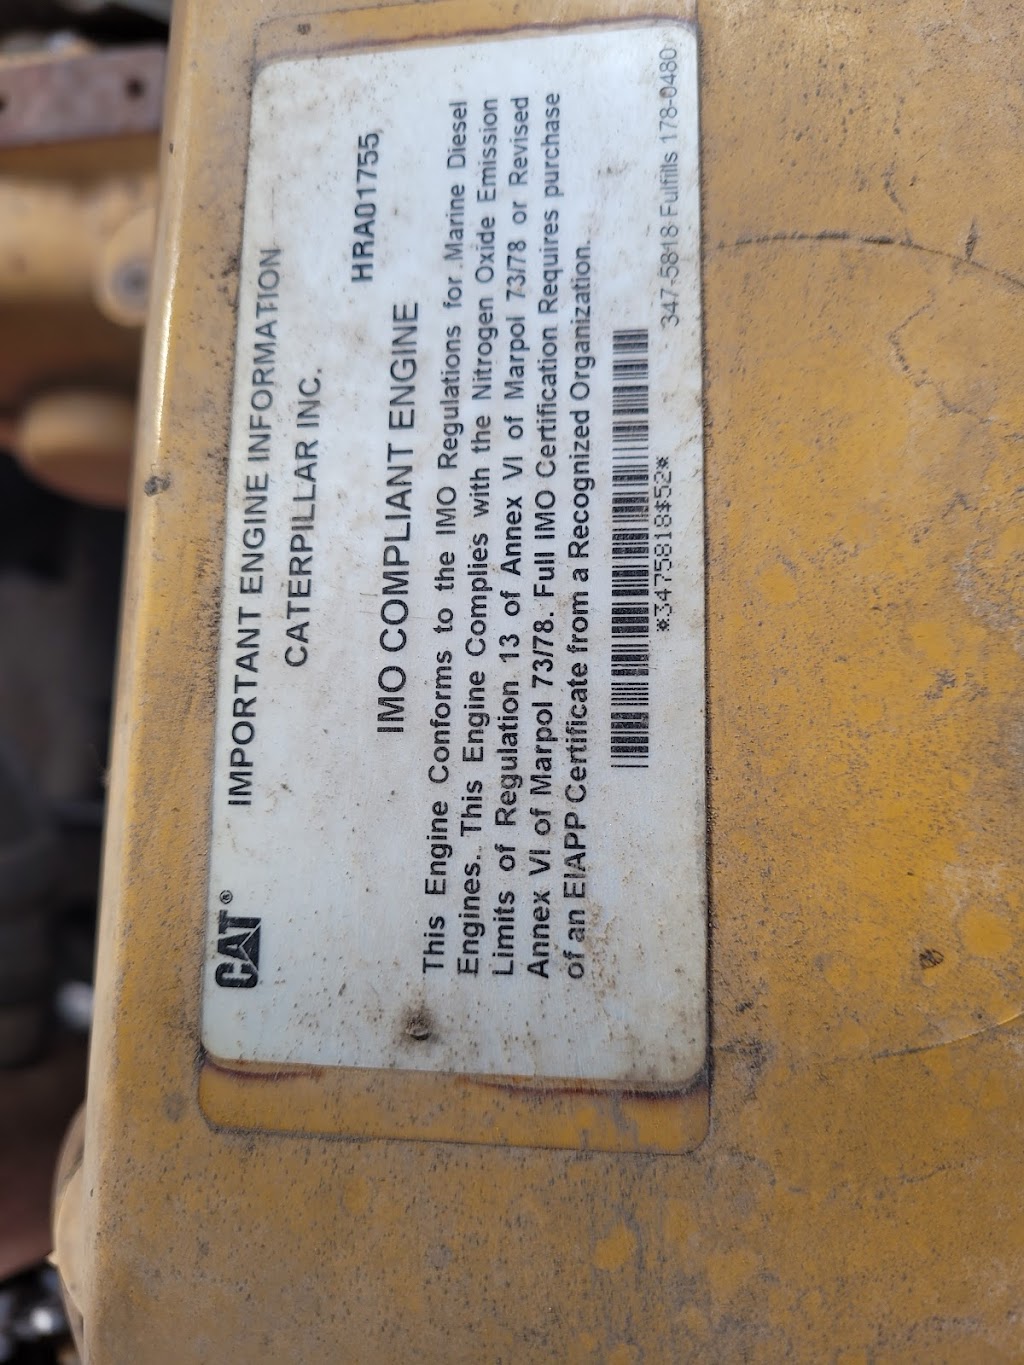 CAT® IMPORTANT ENGINE INFORMATION
CATERPILLAR INC.
HRA01755
IMO COMPLIANT ENGINE
This Engine Conforms to the IMO Regulations for Marine Diesel
Engines. This Engine Complies with the Nitrogen Oxide Emission
Limits of Regulation 13 of Annex VI of Marpol 73/78 or Revised
Annex VI of Marpol 73/78. Full IMO Certification Requires purchase
of an EIAPP Certificate from a Recognized Organization.
*3475818$52*
347-5818 Fulfills 178-0480